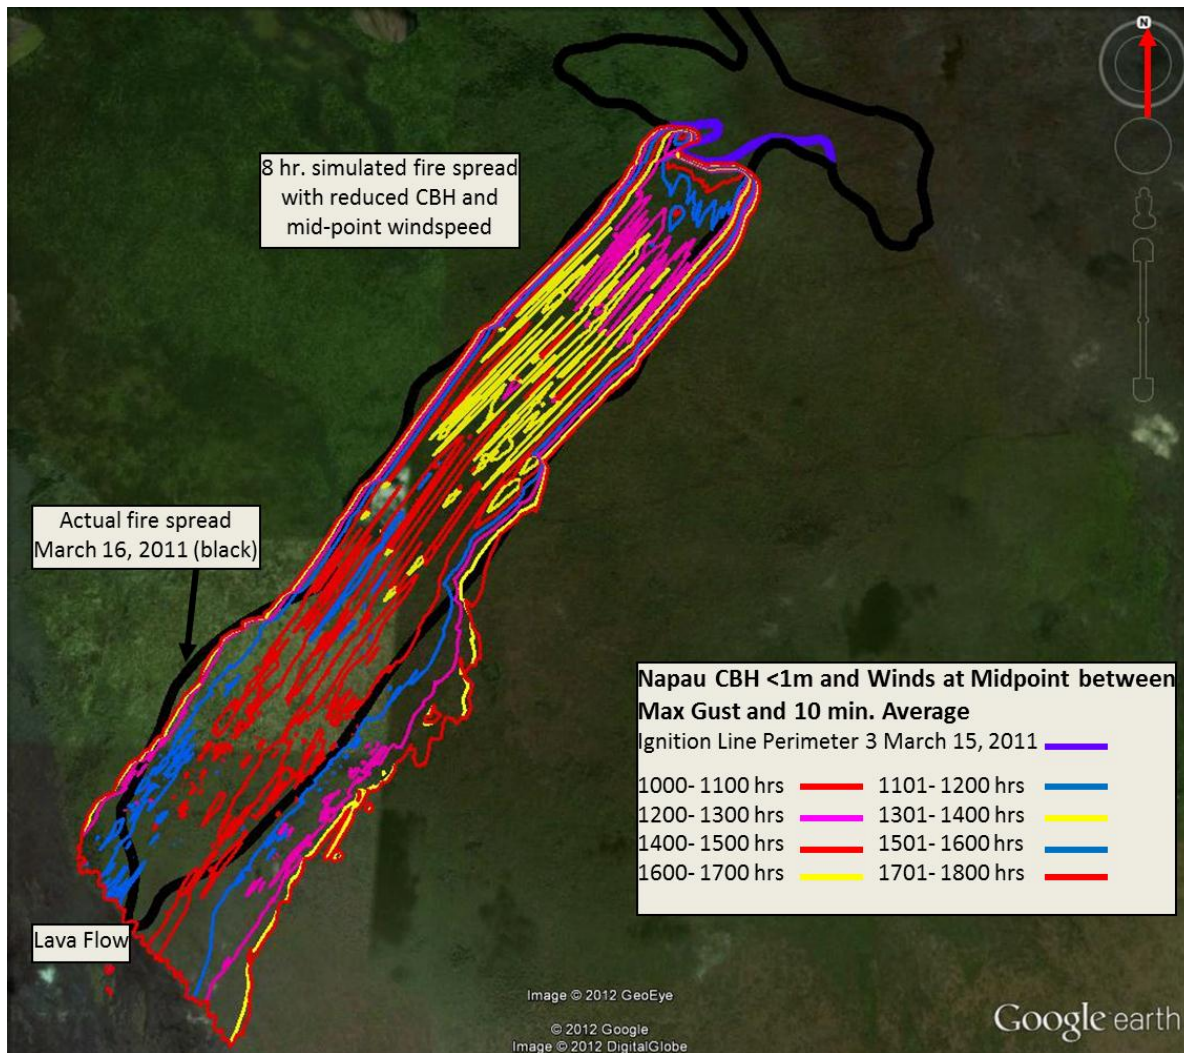 N
8 hr. simulated fire spread
with reduced CBH and
mid-point windspeed
Actual fire spread
March 16, 2011 (black)
Napau CBH <1m and Winds at Midpoint between
Max Gust and 10 min. Average
Ignition Line Perimeter 3 March 15, 2011
1000- 1100 hrs 1101- 1200 hrs
1200- 1300 hrs 1301- 1400 hrs
1400- 1500 hrs 1501- 1600 hrs
1600- 1700 hrs 1701- 1800 hrs
Lava Flow
Image © 2012 GeoEye
© 2012 Google
Image © 2012 DigitalGlobe
Google earth